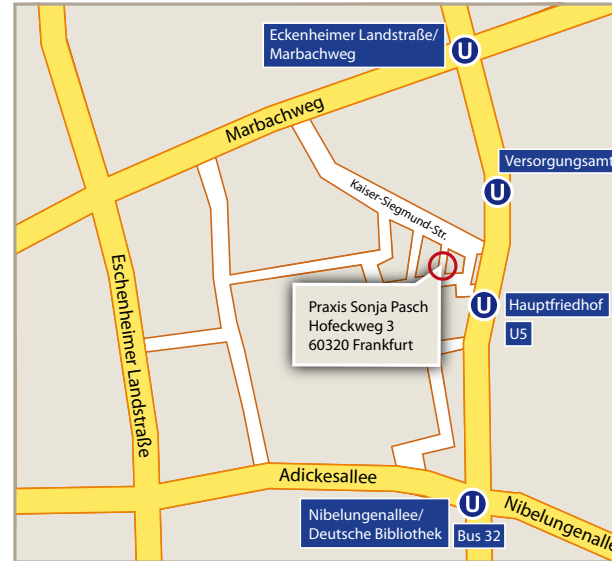 Eckenheimer Landstraße/
Marbachweg
U
Marbachweg
Versorgungsamt
U
Kaiser-Siegmund-Str.
Eschenheimer Landstraße
Praxis Sonja Pasch
Hofeckweg 3
60320 Frankfurt
U
Hauptfriedhof
U5
Adickesallee
Nibelungenallee/
Deutsche Bibliothek
U
Bus 32
Nibelungenalle